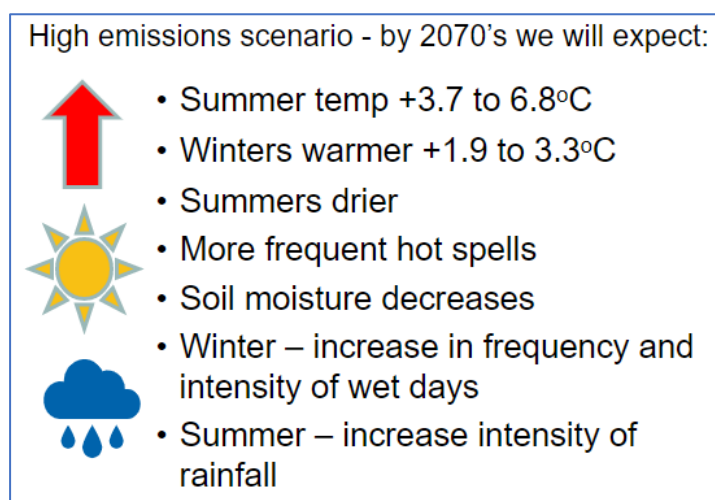 High emissions scenario - by 2070's we will expect:
• Summer temp +3.7 to 6.8ºC
• Winters warmer +1.9 to 3.3ºC
• Summers drier
• More frequent hot spells
• Soil moisture decreases
• Winter – increase in frequency and
intensity of wet days
• Summer – increase intensity of
rainfall